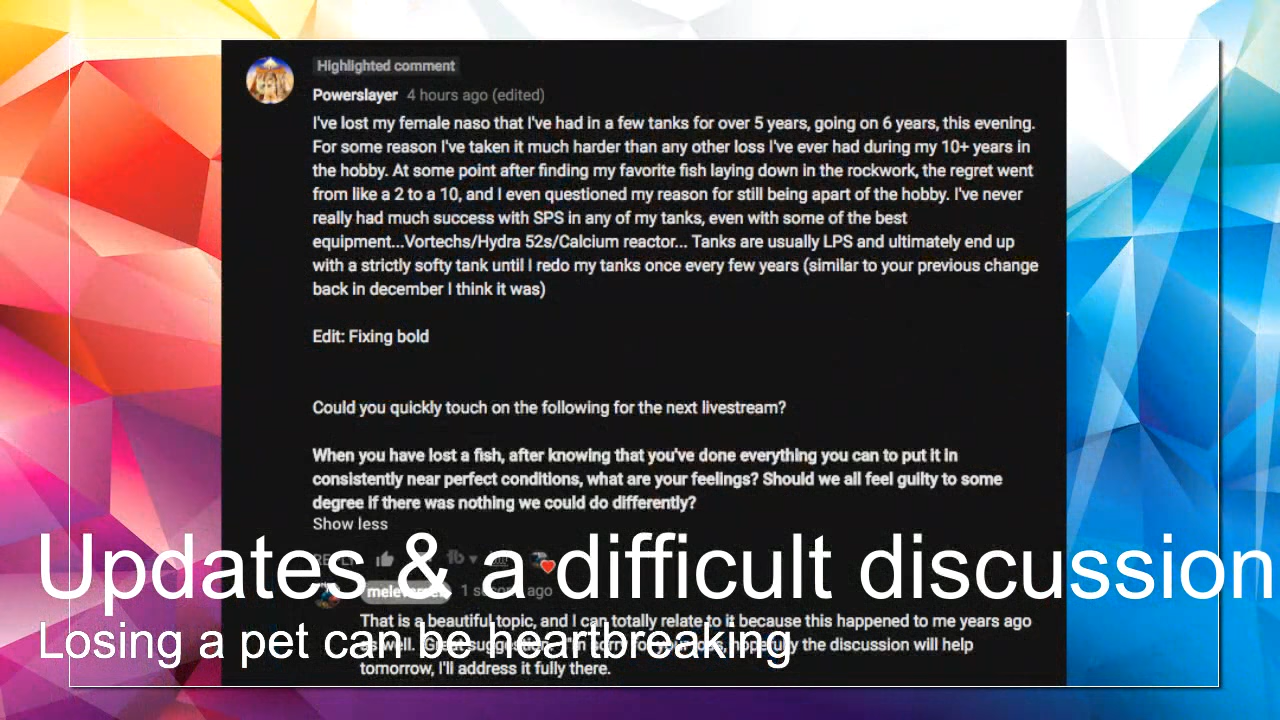 Highlighted comment
Powerslayer 4 hours ago (edited)
I've lost my female naso that I've had in a few tanks for over 5 years, going on 6 years, this evening.
For some reason I've taken it much harder than any other loss I've ever had during my 10+ years in
the hobby. At some point after finding my favorite fish laying down in the rockwork, the regret went
from like a 2 to a 10, and I even questioned my reason for still being apart of the hobby. I've never
really had much success with SPS in any of my tanks, even with some of the best
equipment...Vortechs/Hydra 52s/Calcium reactor... Tanks are usually LPS and ultimately end up
with a strictly softy tank until I redo my tanks once every few years (similar to your previous change
back in december I think it was)
Edit: Fixing bold
Could you quickly touch on the following for the next livestream?
When you have lost a fish, after knowing that you've done everything you can to put it in
consistently near perfect conditions, what are your feelings? Should we all feel guilty to some
degree if there was nothing we could do differently?
Show less
Updates & a difficult discussion
1 second ago
That is a beautiful topic, and I can totally relate to it because this happened to me years ago
Losing a pet can be heartbreaking
as well. Great suggestion. I'm sorry for your loss, hopefully the discussion will help
tomorrow, I'll address it fully there.